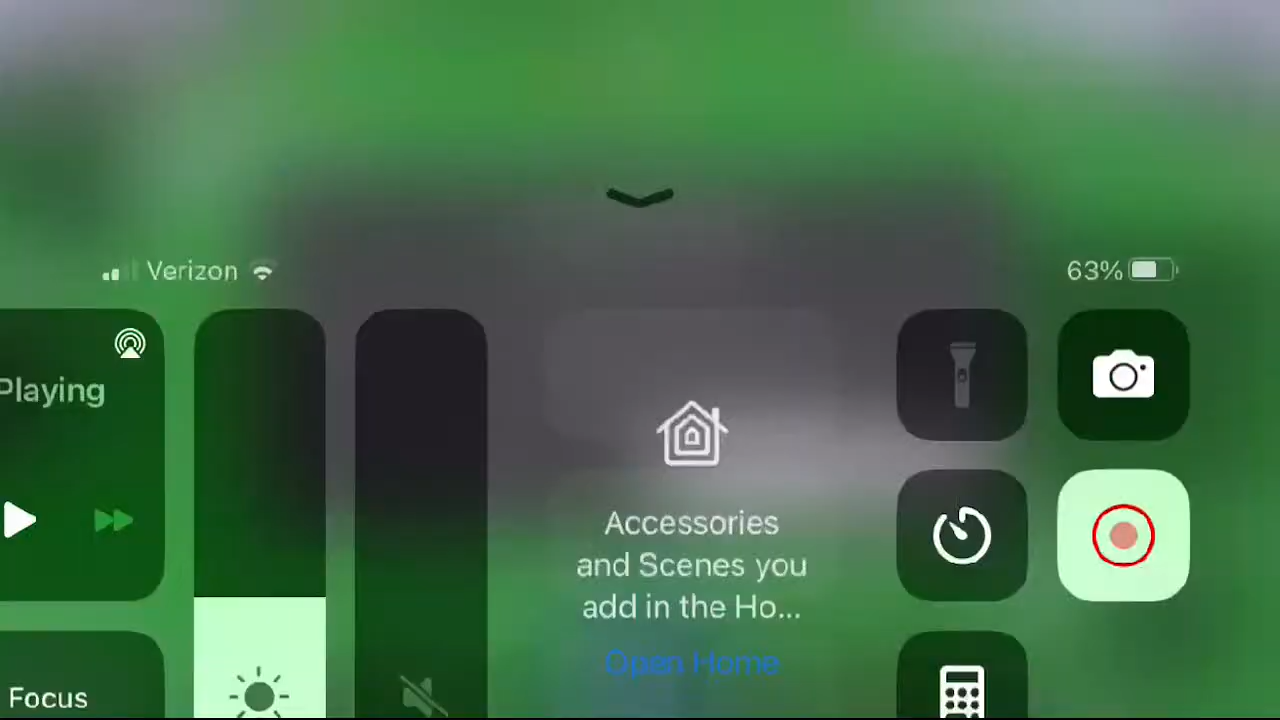 Verizon
63%
Playing
Accessories
and Scenes you
add in the Ho...
Open Home
Focus